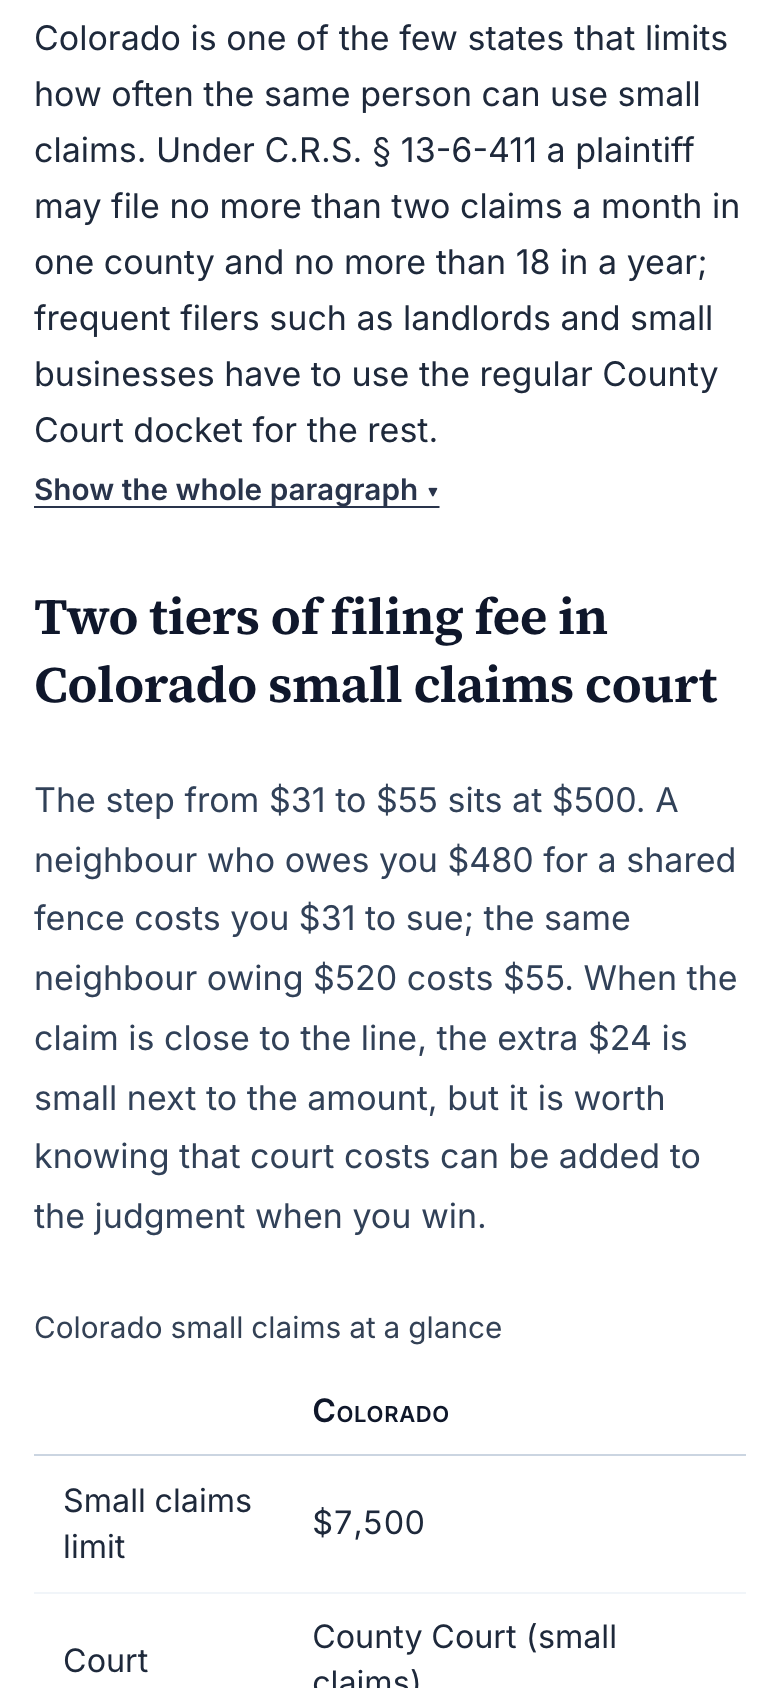 Colorado is one of the few states that limits
how often the same person can use small
claims. Under C.R.S. § 13-6-411 a plaintiff
may file no more than two claims a month in
one county and no more than 18 in a year;
frequent filers such as landlords and small
businesses have to use the regular County
Court docket for the rest.
Show the whole paragraph ▾
Two tiers of filing fee in
Colorado small claims court
The step from $31 to $55 sits at $500. A
neighbour who owes you $480 for a shared
fence costs you $31 to sue; the same
neighbour owing $520 costs $55. When the
claim is close to the line, the extra $24 is
small next to the amount, but it is worth
knowing that court costs can be added to
the judgment when you win.
Colorado small claims at a glance
Colorado
Small claims
limit
$7,500
Court
County Court (small
claims)